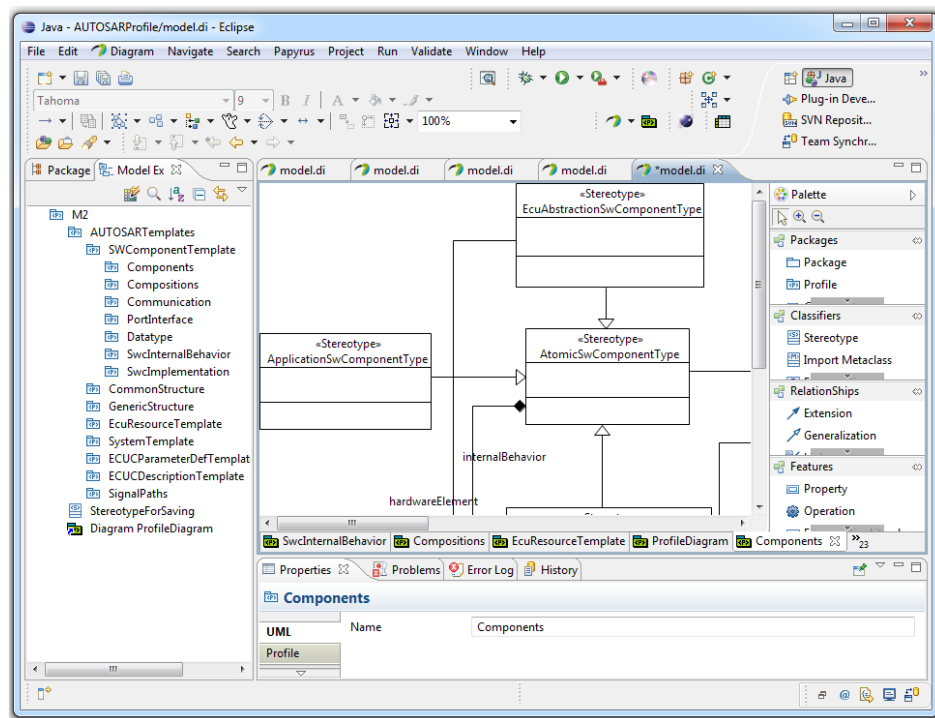 Java - AUTOSARProfile/model.di - Eclipse
File Edit Diagram Navigate Search Papyrus Project Run Validate Window Help
Java
Tahoma 9 B I A
Plug-in Deve...
100%
SVN Reposit...
Team Synchr...
Package Model Ex
model.di model.di model.di model.di *model.di
M2
AUTOSARTemplates
SWComponentTemplate
Components
Compositions
Communication
PortInterface
Datatype
SwcInternalBehavior
SwcImplementation
CommonStructure
GenericStructure
EcuResourceTemplate
SystemTemplate
ECUCParameterDefTemplat
ECUCDescriptionTemplate
SignalPaths
StereotypeForSaving
Diagram ProfileDiagram
«Stereotype»
EcuAbstractionSwComponentType
«Stereotype»
ApplicationSwComponentType
«Stereotype»
AtomicSwComponentType
internalBehavior
hardwareElement
Palette
Packages
Package
Profile
Classifiers
Stereotype
Import Metaclass
RelationShips
Extension
Generalization
Features
Property
Operation
SwcInternalBehavior Compositions EcuResourceTemplate ProfileDiagram Components »23
Properties Problems Error Log History
Components
UML
Name Components
Profile